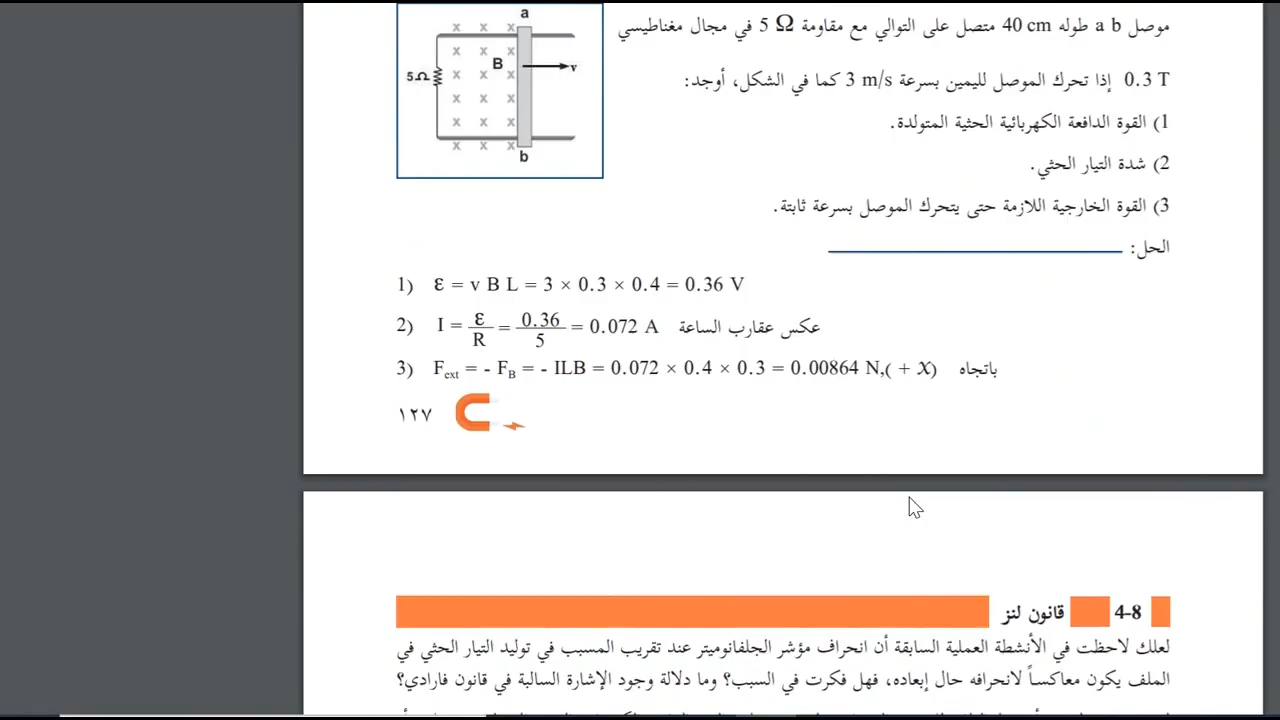 موصل a b طوله 40 cm متصل على التوالي مع مقاومة 5 Ω في مجال مغناطيسي
0.3 T إذا تحرك الموصل لليمين بسرعة 3 m/s كما في الشكل، أوجد:
1) القوة الدافعة الكهربائية الحثية المتولدة.
2) شدة التيار الحثي.
3) القوة الخارجية اللازمة حتى يتحرك الموصل بسرعة ثابتة.
a
x x x
x x x
B
v
5Ω x x x
x x x
x x x
x x x
b
الحل:
1) ε = v B L = 3 × 0.3 × 0.4 = 0.36 V
2) I = ε/R = 0.36/5 = 0.072 A عكس عقارب الساعة
3) F_ext = - F_B = - ILB = 0.072 × 0.4 × 0.3 = 0.00864 N,( + X) باتجاه
١٢٧
4-8 قانون لنز
لعلك لاحظت في الأنشطة العملية السابقة أن انحراف مؤشر الجلفانوميتر عند تقريب المسبب في توليد التيار الحثي في
الملف يكون معاكساً لانحرافه حال إبعاده، فهل فكرت في السبب؟ وما دلالة وجود الإشارة السالبة في قانون فارادي؟